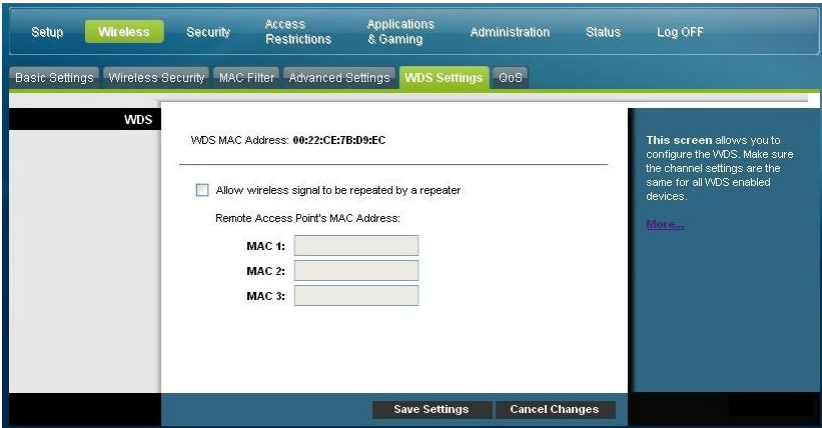 Setup Wireless Security Access Restrictions Applications & Gaming Administration Status Log OFF
Basic Settings Wireless Security MAC Filter Advanced Settings WDS Settings QoS
WDS
WDS MAC Address: 00:22:CE:7B:D9:EC
Allow wireless signal to be repeated by a repeater
Remote Access Point's MAC Address:
MAC 1:
MAC 2:
MAC 3:
This screen allows you to
configure the WDS. Make sure
the channel settings are the
same for all WDS enabled
devices.
More...
Save Settings Cancel Changes